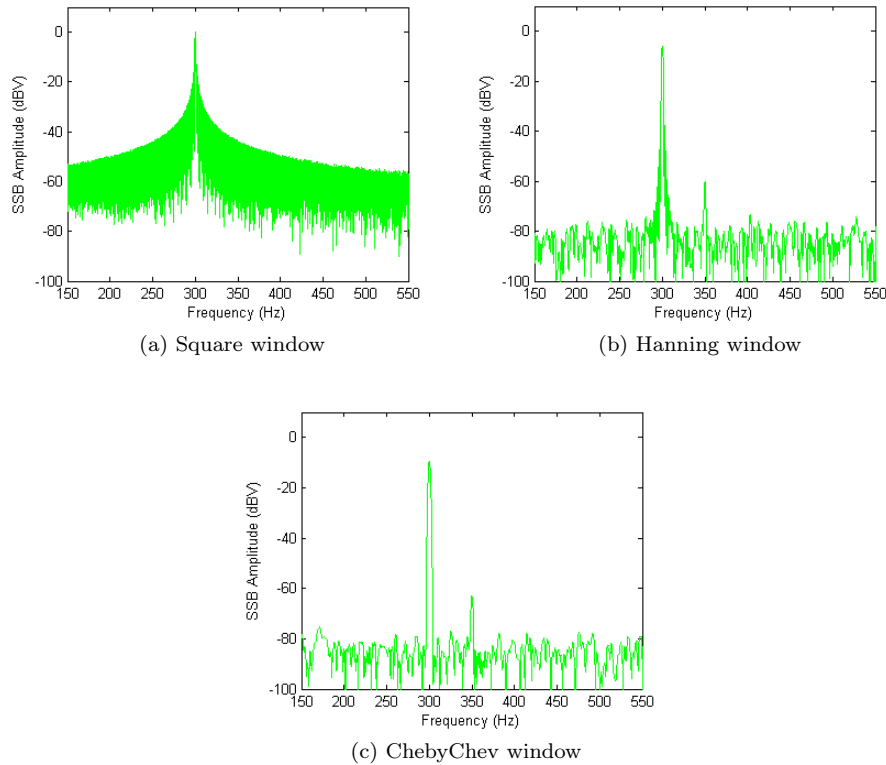 0
-20
-40
-60
-80
-100
SSB Amplitude (dBV)
150 200 250 300 350 400 450 500 550
Frequency (Hz)
(a) Square window
0
-20
-40
-60
-80
-100
SSB Amplitude (dBV)
150 200 250 300 350 400 450 500 550
Frequency (Hz)
(b) Hanning window
0
-20
-40
-60
-80
-100
SSB Amplitude (dBV)
150 200 250 300 350 400 450 500 550
Frequency (Hz)
(c) ChebyChev window